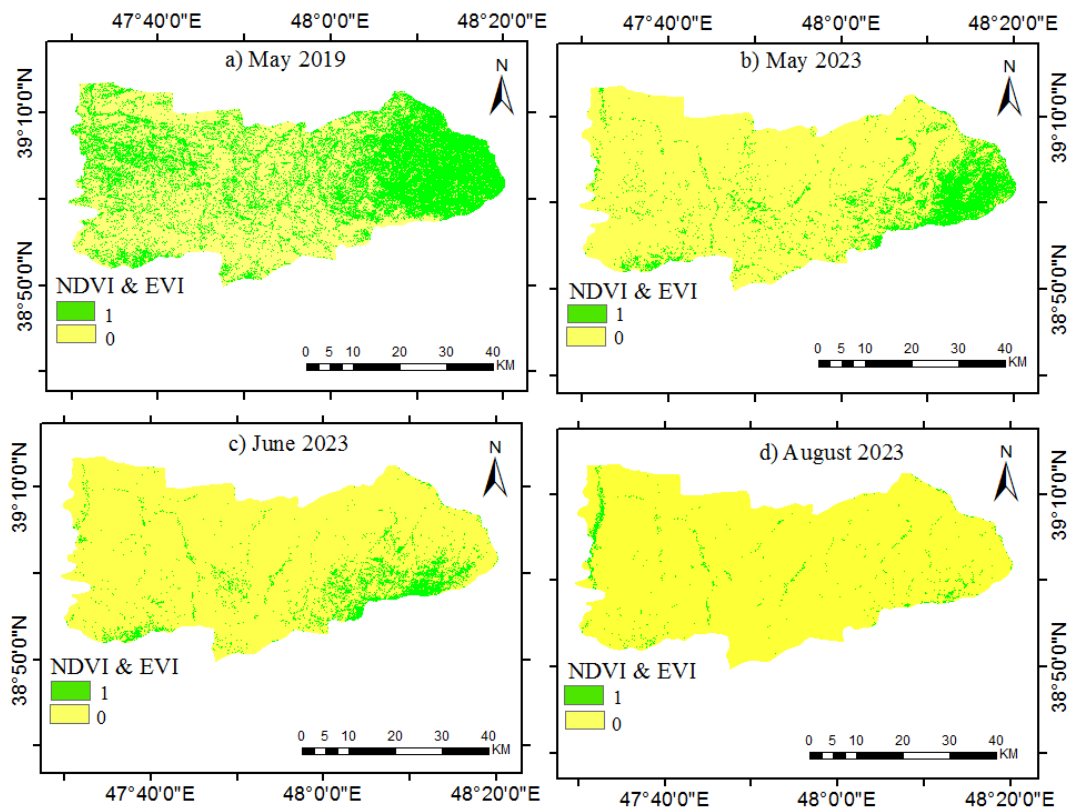 47°40'0"E 48°0'0"E 48°20'0"E 47°40'0"E 48°0'0"E 48°20'0"E
a) May 2019
N
39°10'0"N
38°50'0"N
NDVI & EVI
1
0
0 5 10 20 30 40
KM
b) May 2023
N
39°10'0"N
38°50'0"N
NDVI & EVI
1
0
0 5 10 20 30 40
KM
c) June 2023
N
39°10'0"N
38°50'0"N
NDVI & EVI
1
0
0 5 10 20 30 40
KM
d) August 2023
N
39°10'0"N
38°50'0"N
NDVI & EVI
1
0
0 5 10 20 30 40
KM
47°40'0"E 48°0'0"E 48°20'0"E 47°40'0"E 48°0'0"E 48°20'0"E